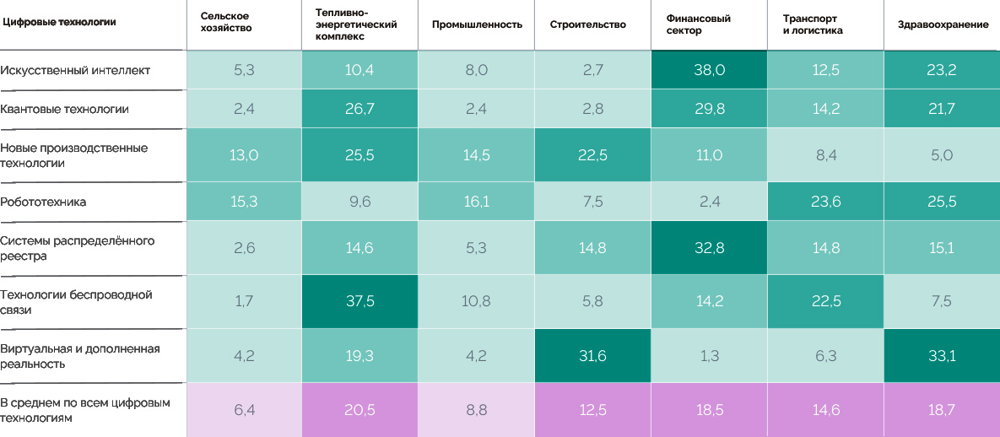 Цифровые технологии
Сельское
хозяйство
Тепливно-
энергетический
комплекс
Промышленность
Строительство
Финансовый
сектор
Транспорт
и логистика
Здравоохранение
Искусственный интеллект 5,3 10,4 8,0 2,7 38,0 12,5 23,2
Квантовые технологии 2,4 26,7 2,4 2,8 29,8 14,2 21,7
Новые производственные
технологии
13,0 25,5 14,5 22,5 11,0 8,4 5,0
Робототехника 15,3 9,6 16,1 7,5 2,4 23,6 25,5
Системы распределённого
реестра
2,6 14,6 5,3 14,8 32,8 14,8 15,1
Технологии беспроводной
связи
1,7 37,5 10,8 5,8 14,2 22,5 7,5
Виртуальная и дополненная
реальность
4,2 19,3 4,2 31,6 1,3 6,3 33,1
В среднем по всем цифровым
технологиям
6,4 20,5 8,8 12,5 18,5 14,6 18,7